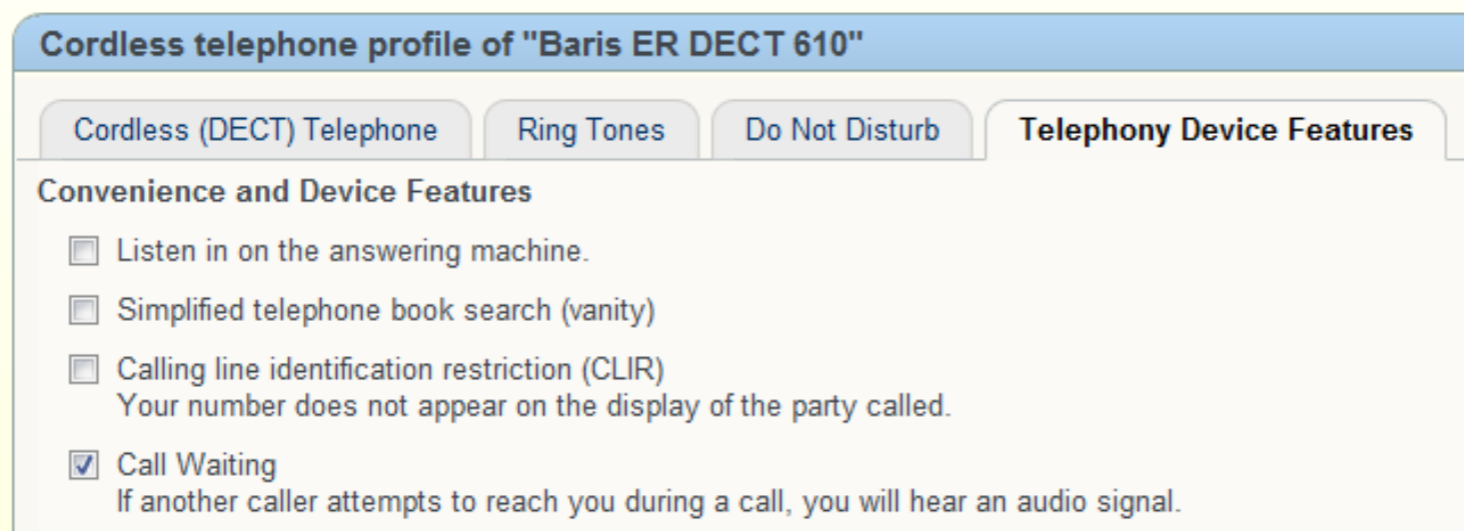 Cordless telephone profile of "Baris ER DECT 610"
Cordless (DECT) Telephone
Ring Tones
Do Not Disturb
Telephony Device Features
Convenience and Device Features
Listen in on the answering machine.
Simplified telephone book search (vanity)
Calling line identification restriction (CLIR)
Your number does not appear on the display of the party called.
Call Waiting
If another caller attempts to reach you during a call, you will hear an audio signal.